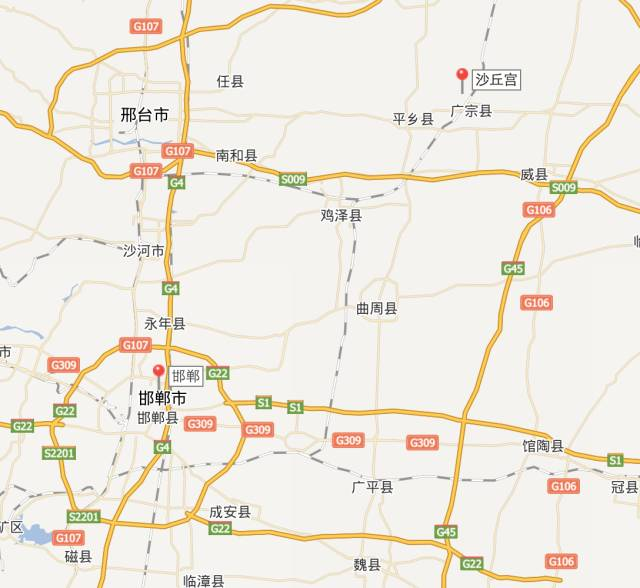 G107
沙丘宫
任县
邢台市
广宗县
平乡县
G107
南和县
G107
G4
S009
威县
S009
G106
鸡泽县
沙河市
临
G45
G4
G106
曲周县
永年县
G107
市
G309
邯郸
G22
邯郸市
S1
S1
G22
邯郸县
G309
G22
G309
G309
G309
馆陶县
G4
S2201
S1
广平县
G106
冠县
成安县
S2201
矿区
G107
G22
G45
磁县
魏县
G22
G106
临漳县